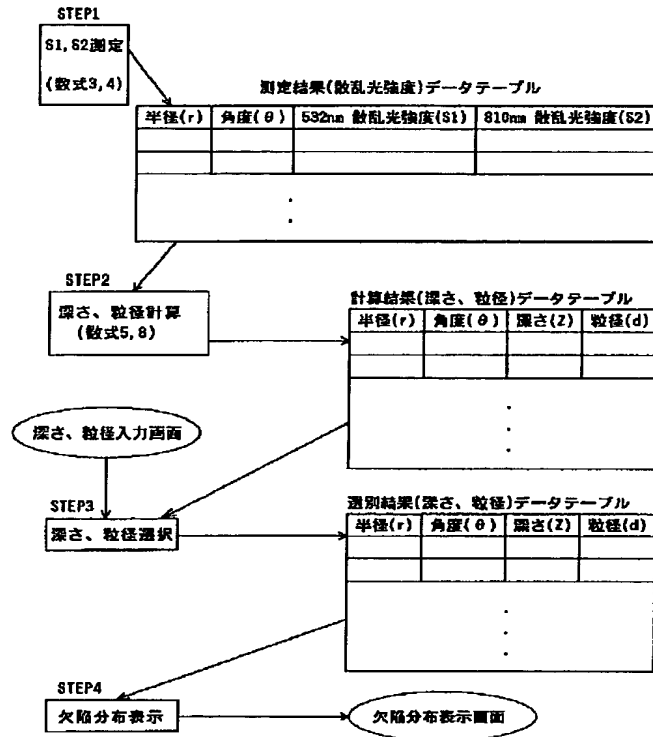 STEP1
S1,S2測定
(数式3,4)
測定結果(散乱光強度)データテーブル
半径(r) 角度(θ) 532nm 散乱光強度(S1) 810nm 散乱光強度(S2)
STEP2
深さ、粒径計算
(数式5,8)
計算結果(深さ、粒径)データテーブル
半径(r) 角度(θ) 深さ(Z) 粒径(d)
深さ、粒径入力画面
STEP3
深さ、粒径選択
選別結果(深さ、粒径)データテーブル
半径(r) 角度(θ) 深さ(Z) 粒径(d)
STEP4
欠陥分布表示
欠陥分布表示画面